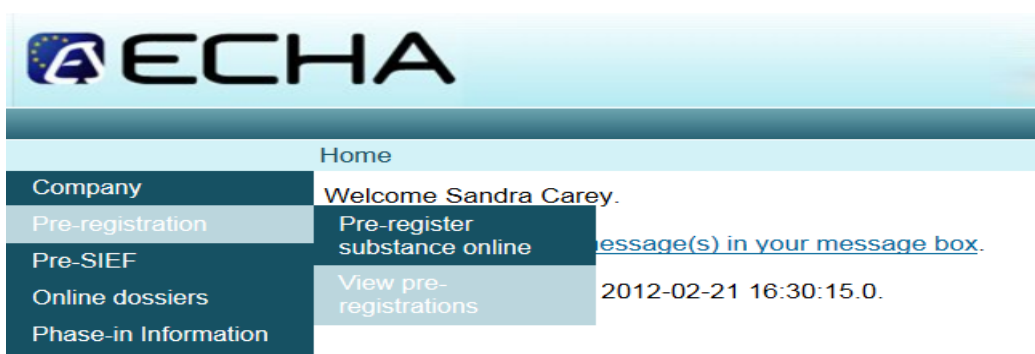 ECHA
Home
Company
Welcome Sandra Carey.
Pre-registration
Pre-register
substance online
essage(s) in your message box.
Pre-SIEF
View pre-
registrations
Online dossiers
2012-02-21 16:30:15.0.
Phase-in Information